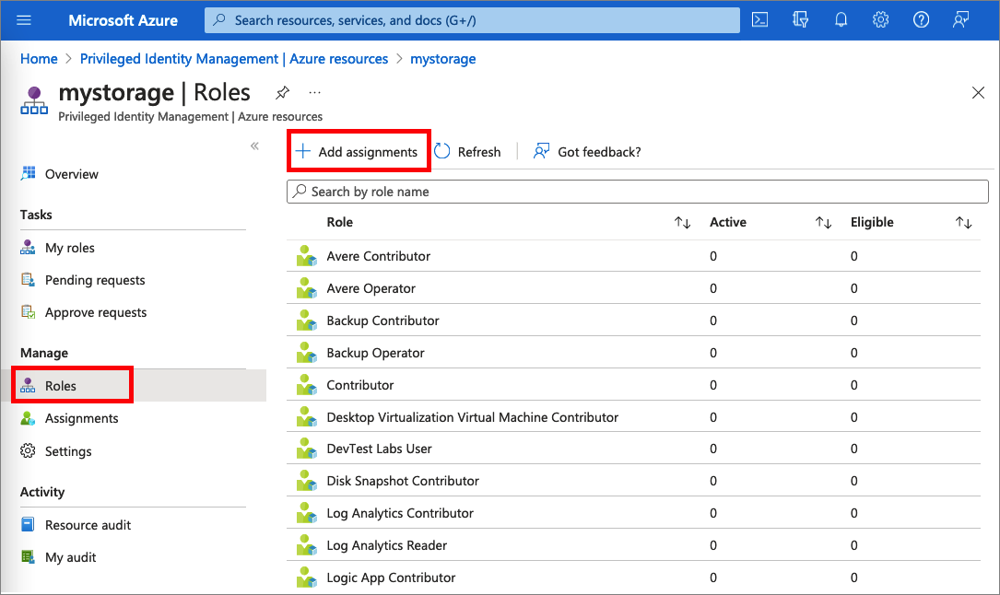 Microsoft Azure
Search resources, services, and docs (G+/)
Home > Privileged Identity Management | Azure resources > mystorage
mystorage | Roles ...
Privileged Identity Management | Azure resources
«
Overview
Tasks
My roles
Pending requests
Approve requests
Manage
Roles
Assignments
Settings
Activity
Resource audit
My audit
+ Add assignments Refresh | Got feedback?
Search by role name
Role ↑↓ Active ↑↓ Eligible ↑↓
Avere Contributor 0 0
Avere Operator 0 0
Backup Contributor 0 0
Backup Operator 0 0
Contributor 0 0
Desktop Virtualization Virtual Machine Contributor 0 0
DevTest Labs User 0 0
Disk Snapshot Contributor 0 0
Log Analytics Contributor 0 0
Log Analytics Reader 0 0
Logic App Contributor 0 0